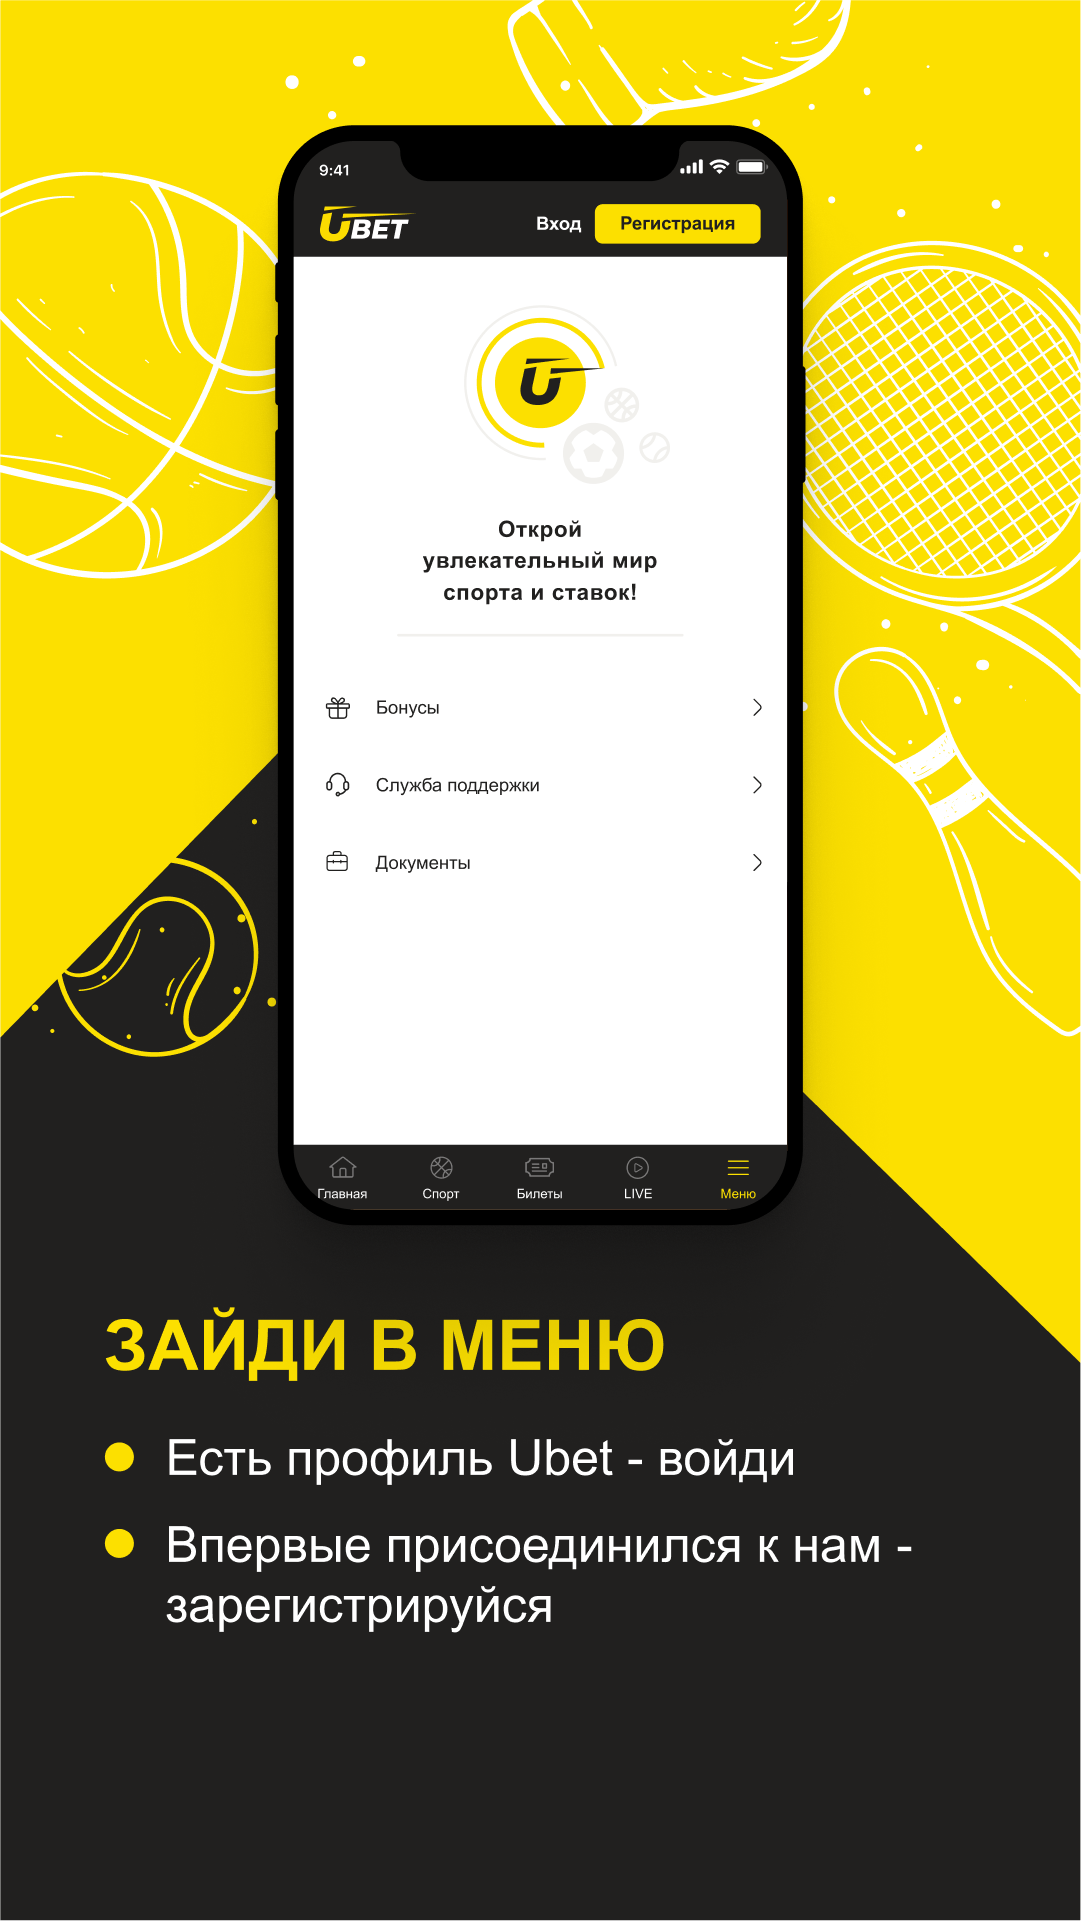 9:41
UBET
Вход
Регистрация
U
Открой
увлекательный мир
спорта и ставок!
Бонусы
Служба поддержки
Документы
Главная
Спорт
Билеты
LIVE
Меню
ЗАЙДИ В МЕНЮ
Есть профиль Ubet - войди
Впервые присоединился к нам -
зарегистрируйся